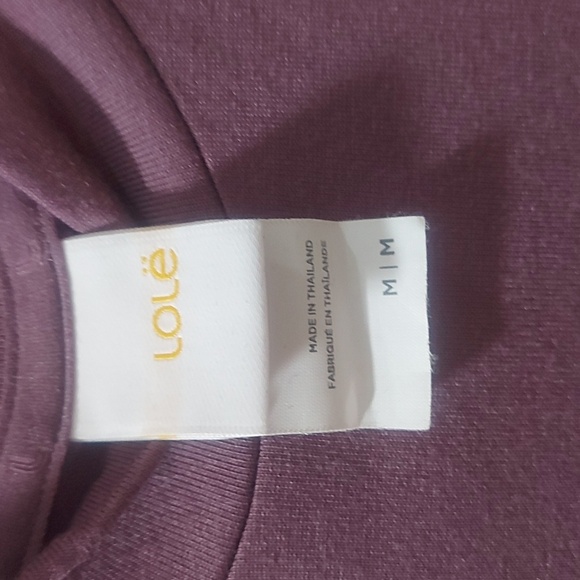 LOLË
MADE IN THAILAND
FABRIQUÉ EN THAÏLANDE
M | M